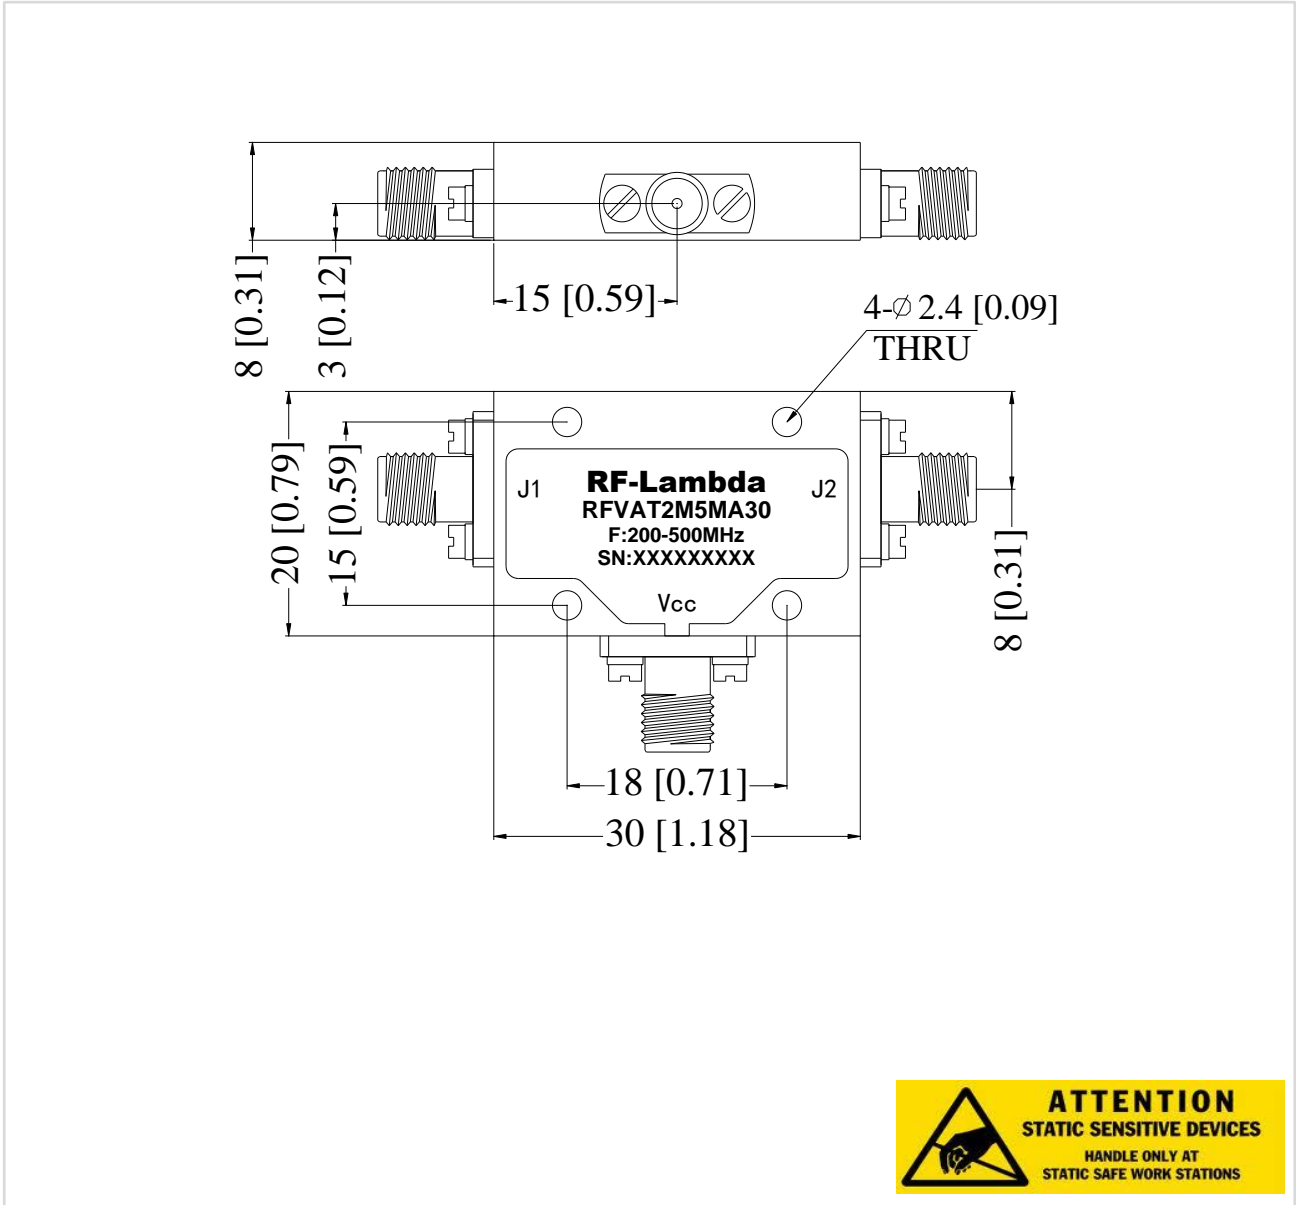 8 [0.31]
3 [0.12]
15 [0.59]
4-∅ 2.4 [0.09]
THRU
20 [0.79]
15 [0.59]
J1
RF-Lambda
J2
RFVAT2M5MA30
F:200-500MHz
SN:XXXXXXXXX
Vcc
8 [0.31]
18 [0.71]
30 [1.18]
ATTENTION
STATIC SENSITIVE DEVICES
HANDLE ONLY AT
STATIC SAFE WORK STATIONS